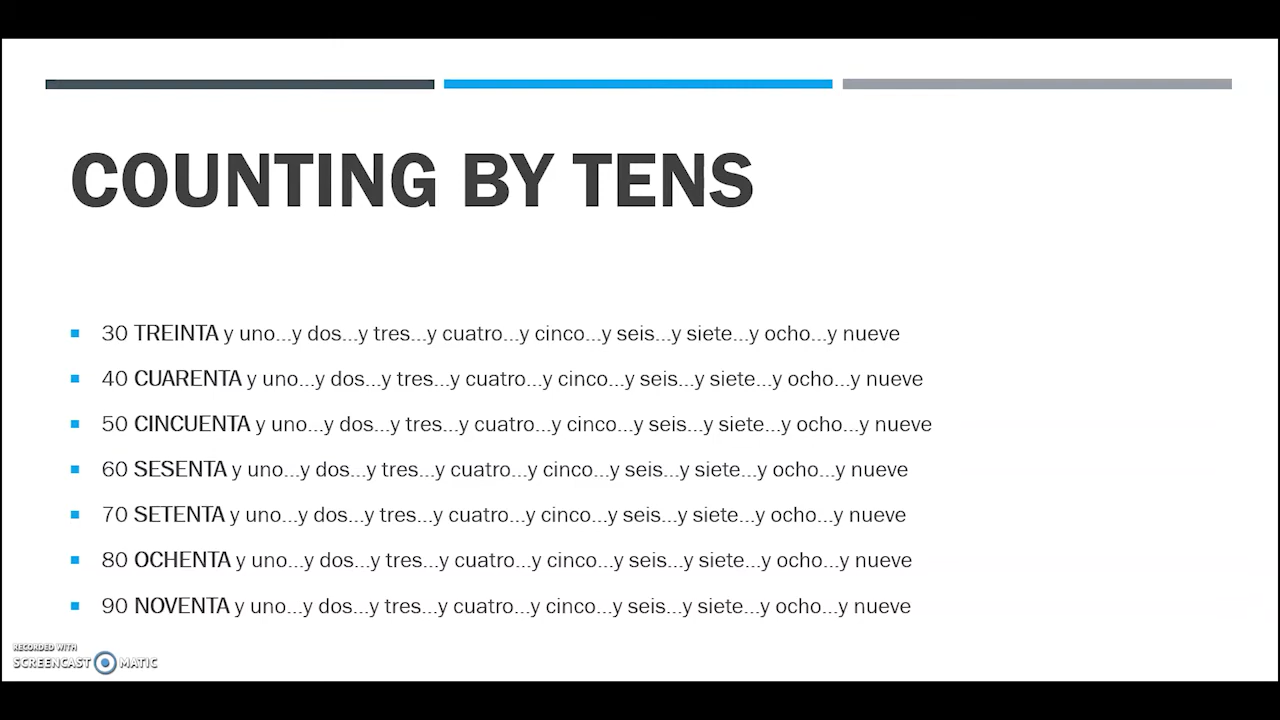 COUNTING BY TENS
30 TREINTA y uno...y dos...y tres...y cuatro...y cinco...y seis...y siete...y ocho...y nueve
40 CUARENTA y uno...y dos...y tres...y cuatro...y cinco...y seis...y siete...y ocho...y nueve
50 CINCUENTA y uno...y dos...y tres...y cuatro...y cinco...y seis...y siete...y ocho...y nueve
60 SESENTA y uno...y dos...y tres...y cuatro...y cinco...y seis...y siete...y ocho...y nueve
70 SETENTA y uno...y dos...y tres...y cuatro...y cinco...y seis...y siete...y ocho...y nueve
80 OCHENTA y uno...y dos...y tres...y cuatro...y cinco...y seis...y siete...y ocho...y nueve
90 NOVENTA y uno...y dos...y tres...y cuatro...y cinco...y seis...y siete...y ocho...y nueve
RECORDED WITH
SCREENCAST MATIC